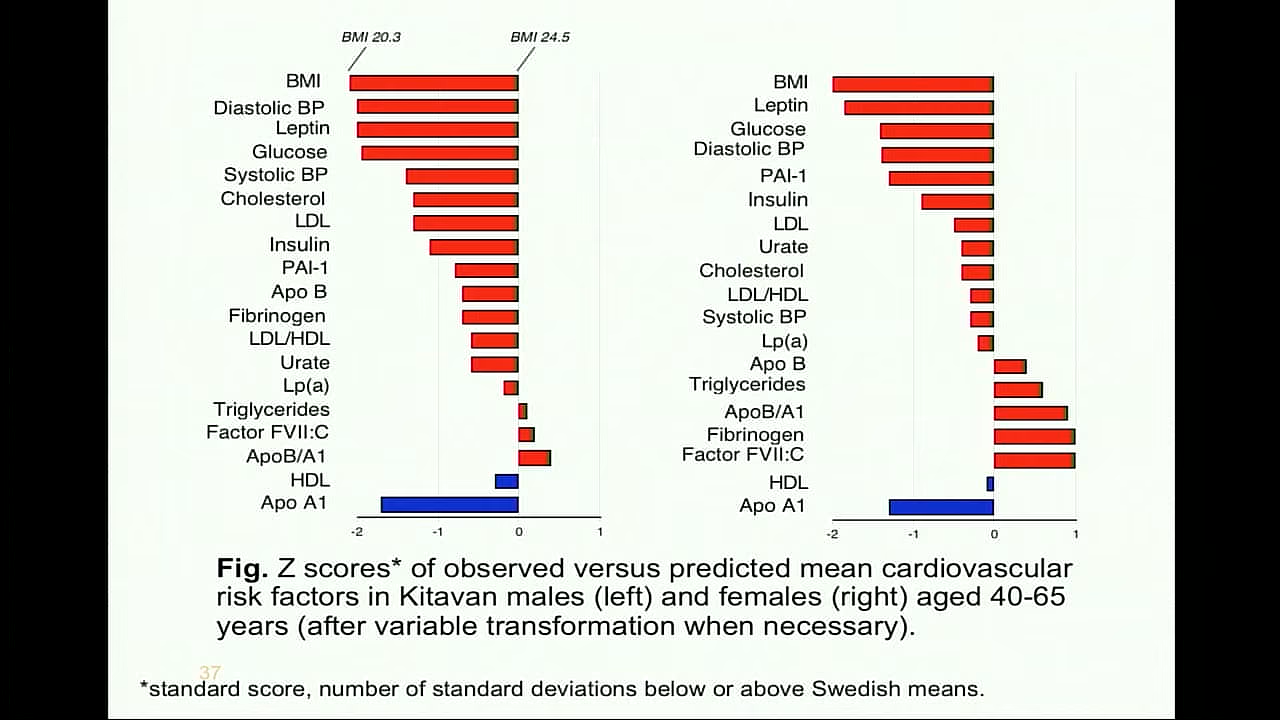 BMI 20.3
BMI 24.5
BMI
Diastolic BP
Leptin
Glucose
Systolic BP
Cholesterol
LDL
Insulin
PAI-1
Apo B
Fibrinogen
LDL/HDL
Urate
Lp(a)
Triglycerides
Factor FVII:C
ApoB/A1
HDL
Apo A1
-2 -1 0 1
BMI
Leptin
Glucose
Diastolic BP
PAI-1
Insulin
LDL
Urate
Cholesterol
LDL/HDL
Systolic BP
Lp(a)
Apo B
Triglycerides
ApoB/A1
Fibrinogen
Factor FVII:C
HDL
Apo A1
-2 -1 0 1
Fig. Z scores* of observed versus predicted mean cardiovascular
risk factors in Kitavan males (left) and females (right) aged 40-65
years (after variable transformation when necessary).
37
*standard score, number of standard deviations below or above Swedish means.